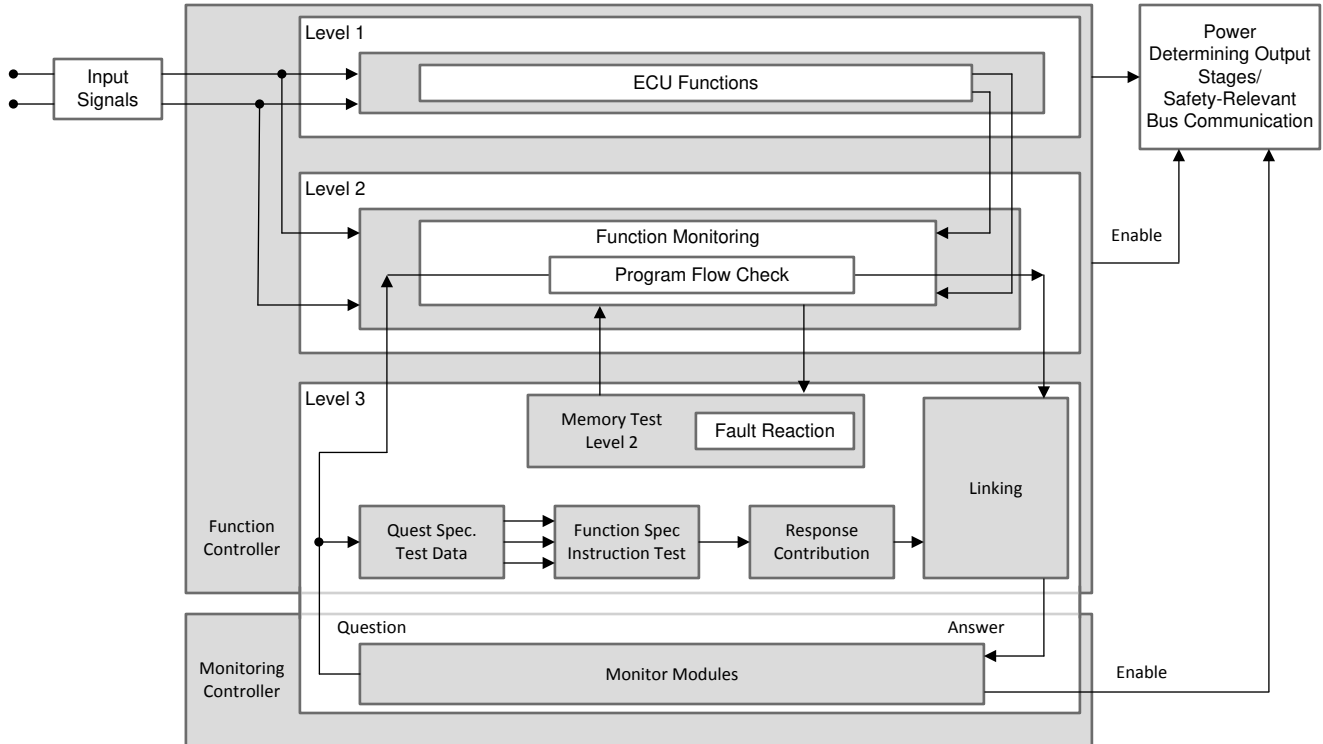 Level 1
Input
Signals
ECU Functions
Power
Determining Output
Stages/
Safety-Relevant
Bus Communication
Level 2
Function Monitoring
Program Flow Check
Enable
Level 3
Memory Test
Level 2
Fault Reaction
Linking
Function
Controller
Quest Spec.
Test Data
Function Spec
Instruction Test
Response
Contribution
Question
Answer
Monitoring
Controller
Monitor Modules
Enable